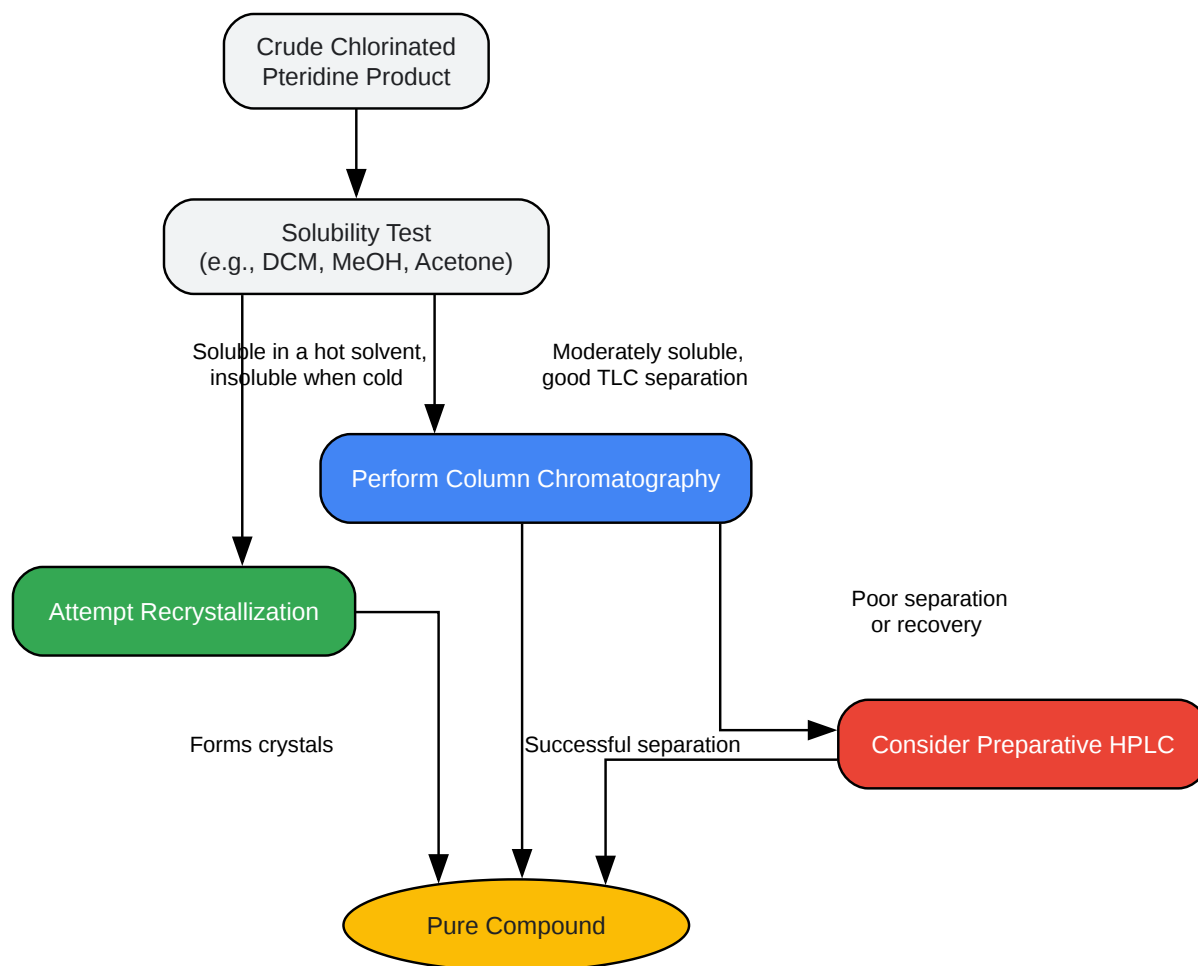 Crude Chlorinated
Pteridine Product
Solubility Test
(e.g., DCM, MeOH, Acetone)
Soluble in a hot solvent,
insoluble when cold
Moderately soluble,
good TLC separation
Perform Column Chromatography
Attempt Recrystallization
Poor separation
or recovery
Forms crystals
Successful separation
Consider Preparative HPLC
Pure Compound